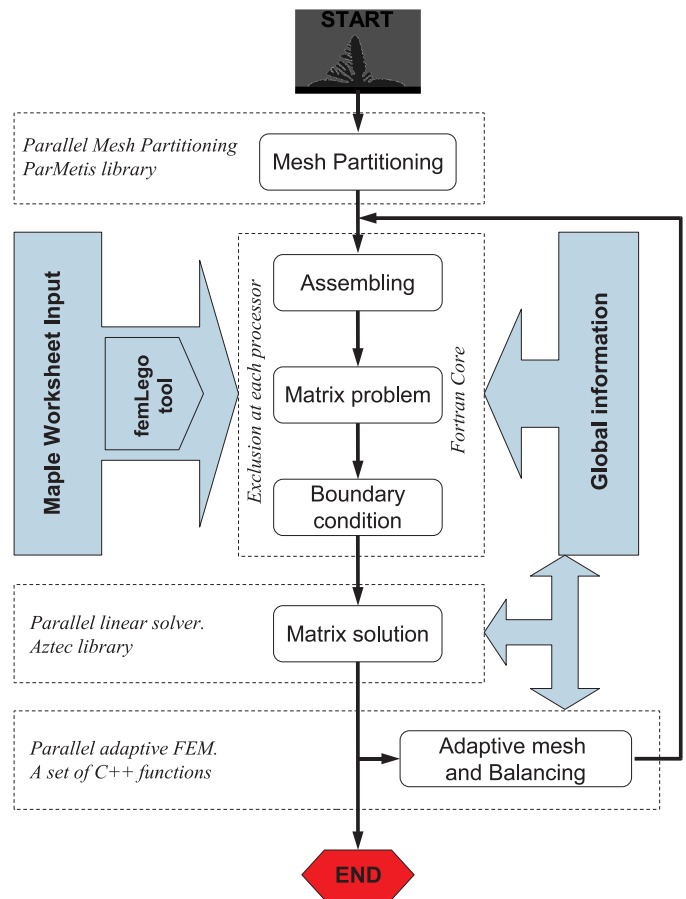 START
Parallel Mesh Partitioning
ParMetis library
Mesh Partitioning
Maple Worksheet Input
femLego
tool
Exclusion at each processor
Assembling
Matrix problem
Boundary
condition
Fortran Core
Global information
Parallel linear solver.
Aztec library
Matrix solution
Parallel adaptive FEM.
A set of C++ functions
Adaptive mesh
and Balancing
END